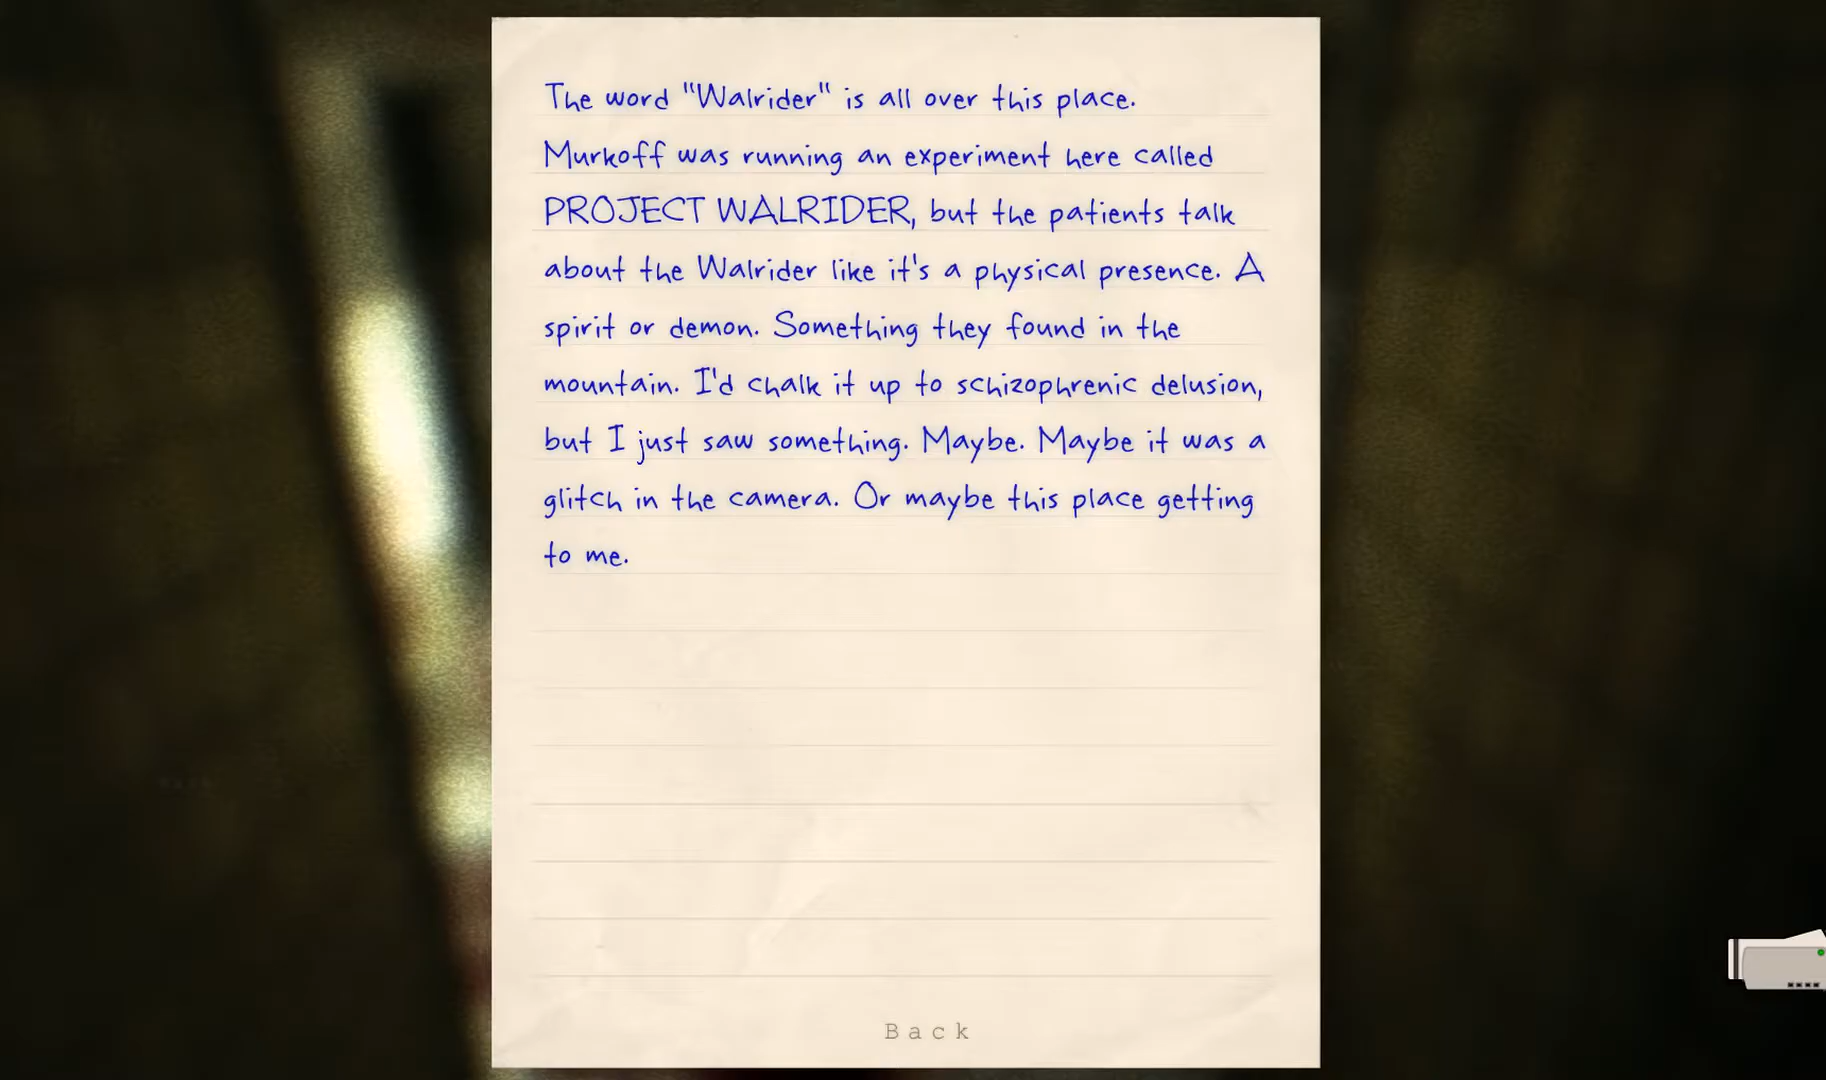 The word "Walrider" is all over this place.
Murkoff was running an experiment here called
PROJECT WALRIDER, but the patients talk
about the Walrider like it's a physical presence. A
spirit or demon. Something they found in the
mountain. I'd chalk it up to schizophrenic delusion,
but I just saw something. Maybe. Maybe it was a
glitch in the camera. Or maybe this place getting
to me.
Back